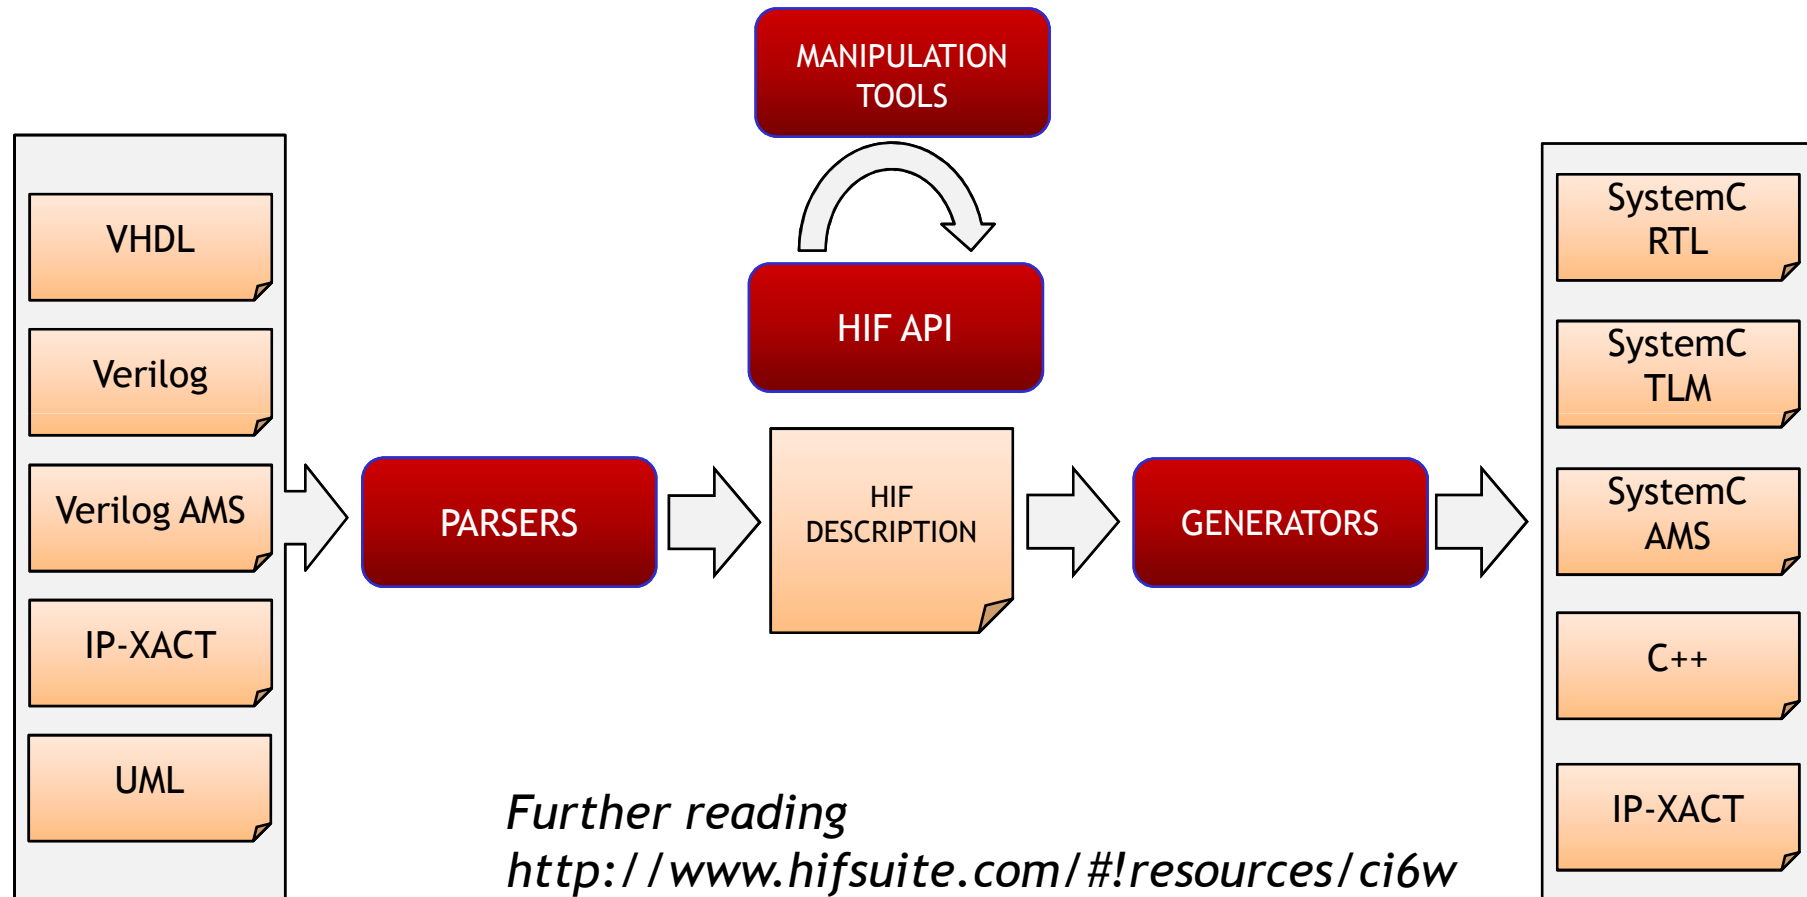 MANIPULATION
TOOLS
HIF API
VHDL
Verilog
Verilog AMS
IP-XACT
UML
PARSERS
HIF
DESCRIPTION
GENERATORS
SystemC
RTL
SystemC
TLM
SystemC
AMS
C++
IP-XACT
Further reading
http://www.hifsuite.com/#!resources/ci6w